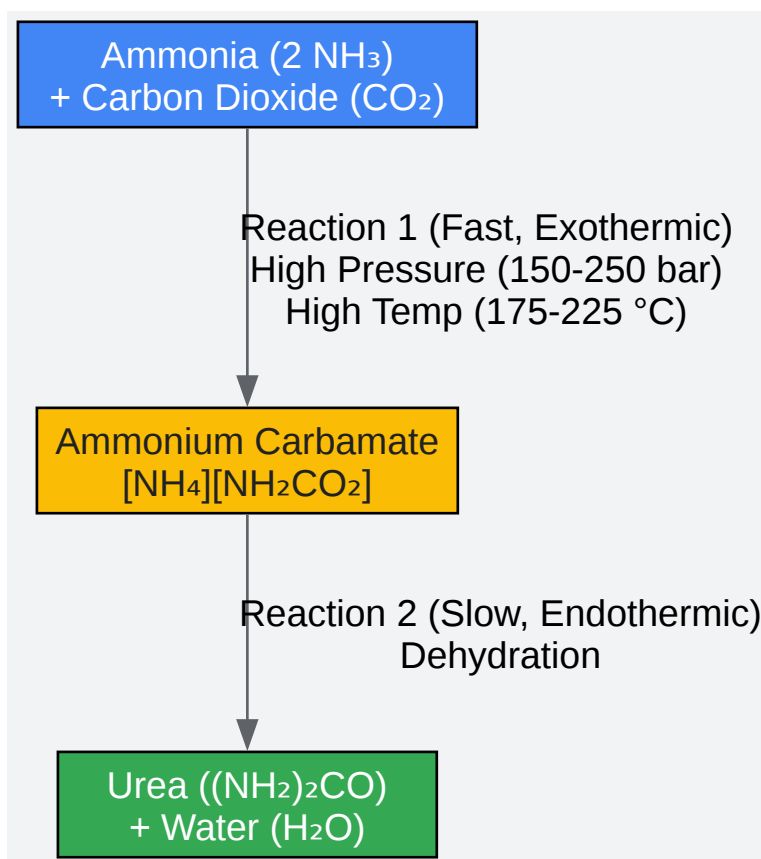 Ammonia (2 NH₃)
+ Carbon Dioxide (CO₂)
Reaction 1 (Fast, Exothermic)
High Pressure (150-250 bar)
High Temp (175-225 °C)
Ammonium Carbamate
[NH₄][NH₂CO₂]
Reaction 2 (Slow, Endothermic)
Dehydration
Urea ((NH₂)₂CO)
+ Water (H₂O)